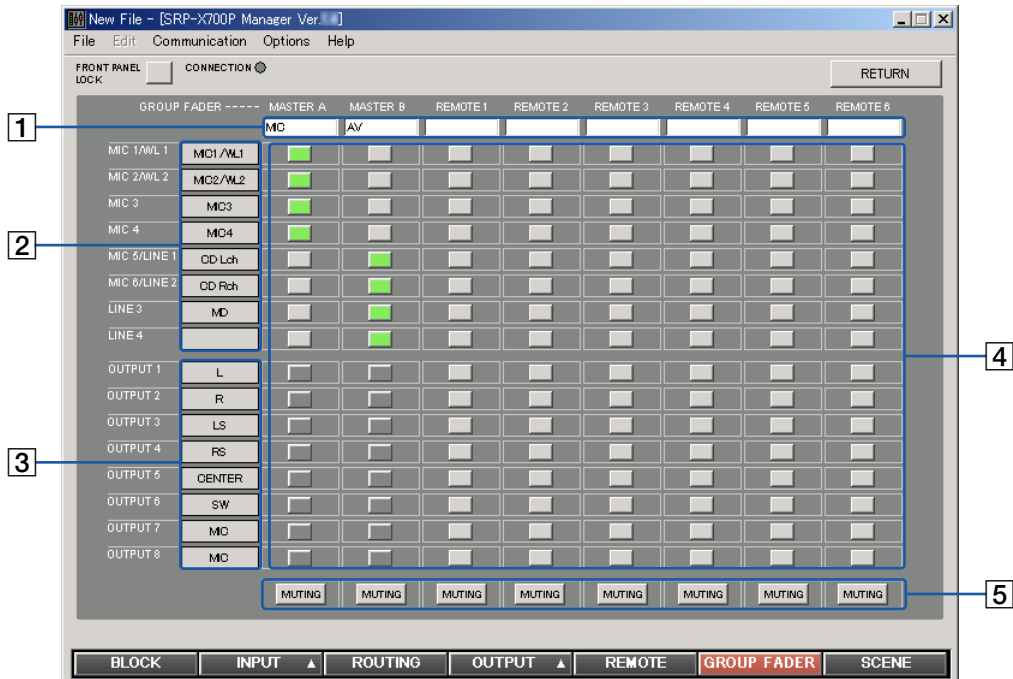 New File - [SRP-X700P Manager Ver. ]
File Edit Communication Options Help
FRONT PANEL LOCK CONNECTION RETURN
GROUP FADER ----- MASTER A MASTER B REMOTE 1 REMOTE 2 REMOTE 3 REMOTE 4 REMOTE 5 REMOTE 6
1 MIC AV
MIC 1/WL 1 MIC1/WL1
MIC 2/WL 2 MIC2/WL2
MIC 3 MIC3
MIC 4 MIC4
2
MIC 5/LINE 1 CD Lch
MIC 6/LINE 2 CD Rch
LINE 3 MD
LINE 4
4
OUTPUT 1 L
OUTPUT 2 R
OUTPUT 3 LS
OUTPUT 4 RS
3
OUTPUT 5 CENTER
OUTPUT 6 SW
OUTPUT 7 MIC
OUTPUT 8 MIC
MUTING MUTING MUTING MUTING MUTING MUTING MUTING MUTING 5
BLOCK INPUT ▲ ROUTING OUTPUT ▲ REMOTE GROUP FADER SCENE